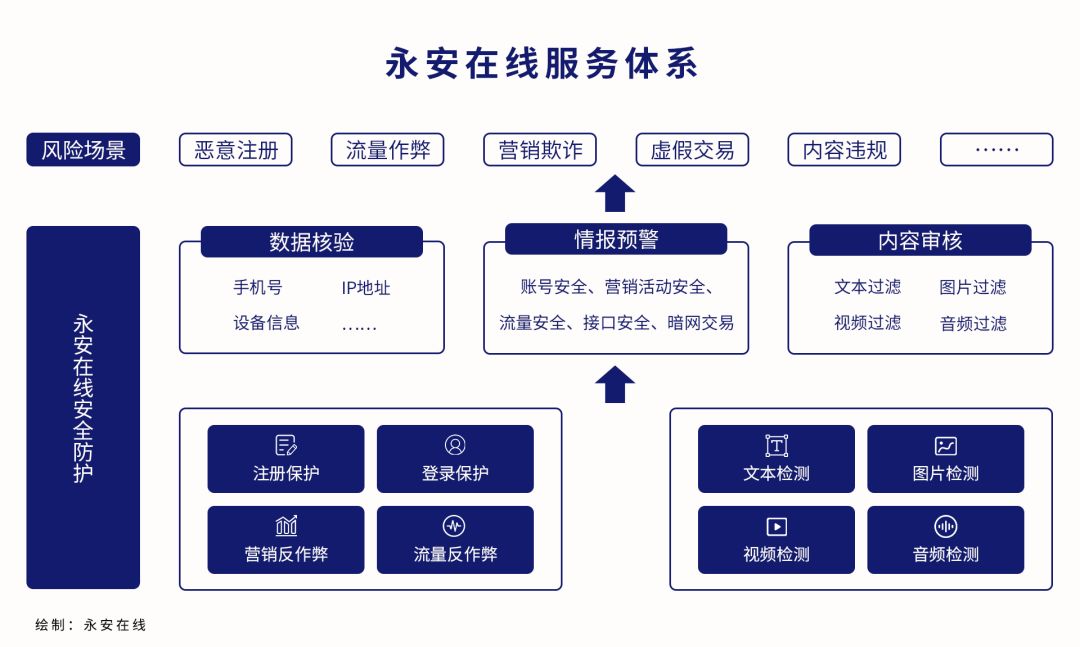 永安在线服务体系
风险场景
恶意注册
流量作弊
营销欺诈
虚假交易
内容违规
……
永安在线安全防护
数据核验
手机号
IP地址
设备信息
……
情报预警
账号安全、营销活动安全、
流量安全、接口安全、暗网交易
内容审核
文本过滤
图片过滤
视频过滤
音频过滤
注册保护
登录保护
营销反作弊
流量反作弊
文本检测
图片检测
视频检测
音频检测
绘制：永安在线